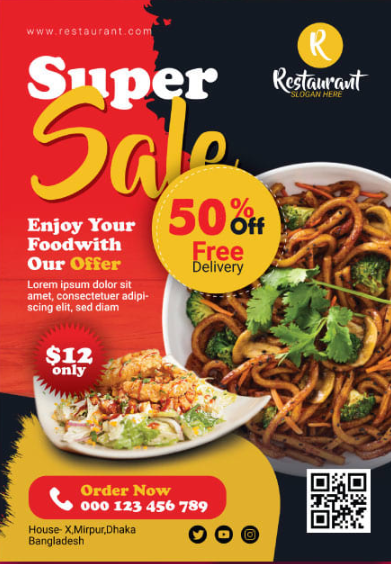 www.restaurant.com
R
Restaurant
SLOGAN HERE
Super
Sale
50% Off
Free
Delivery
Enjoy Your
Foodwith
Our Offer
Lorem ipsum dolor sit
amet, consectetuer adipi-
scing elit, sed diam
$12
only
Order Now
000 123 456 789
House- X,Mirpur,Dhaka
Bangladesh